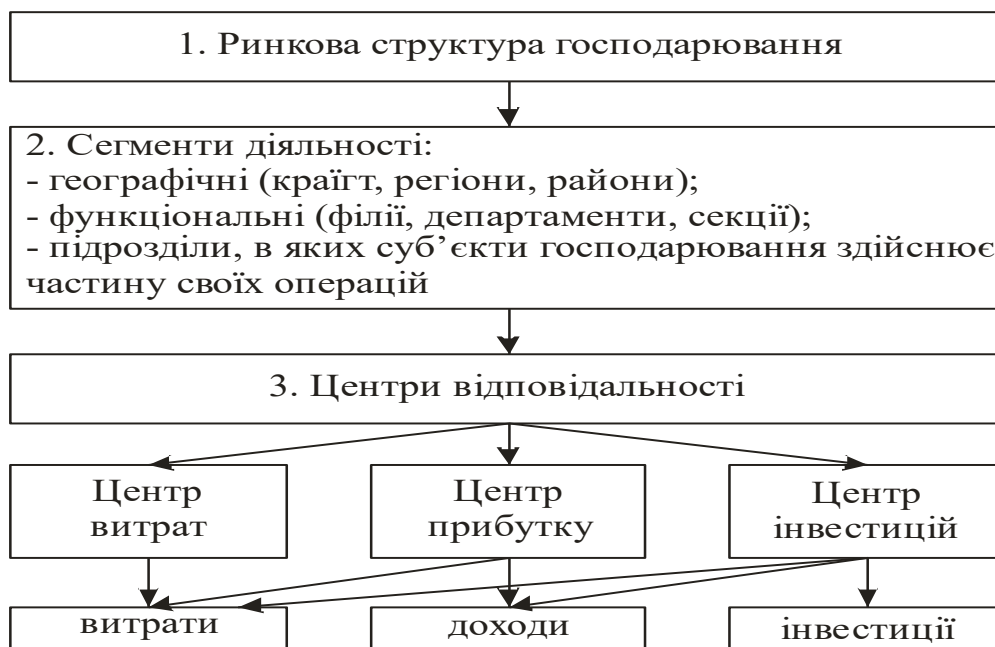 1. Ринкова структура господарювання
2. Сегменти діяльності:
- географічні (країгт, регіони, райони);
- функціональні (філії, департаменти, секції);
- підрозділи, в яких суб’єкти господарювання здійснює
частину своїх операцій
3. Центри відповідальності
Центр
витрат
Центр
прибутку
Центр
інвестицій
витрати
доходи
інвестиції